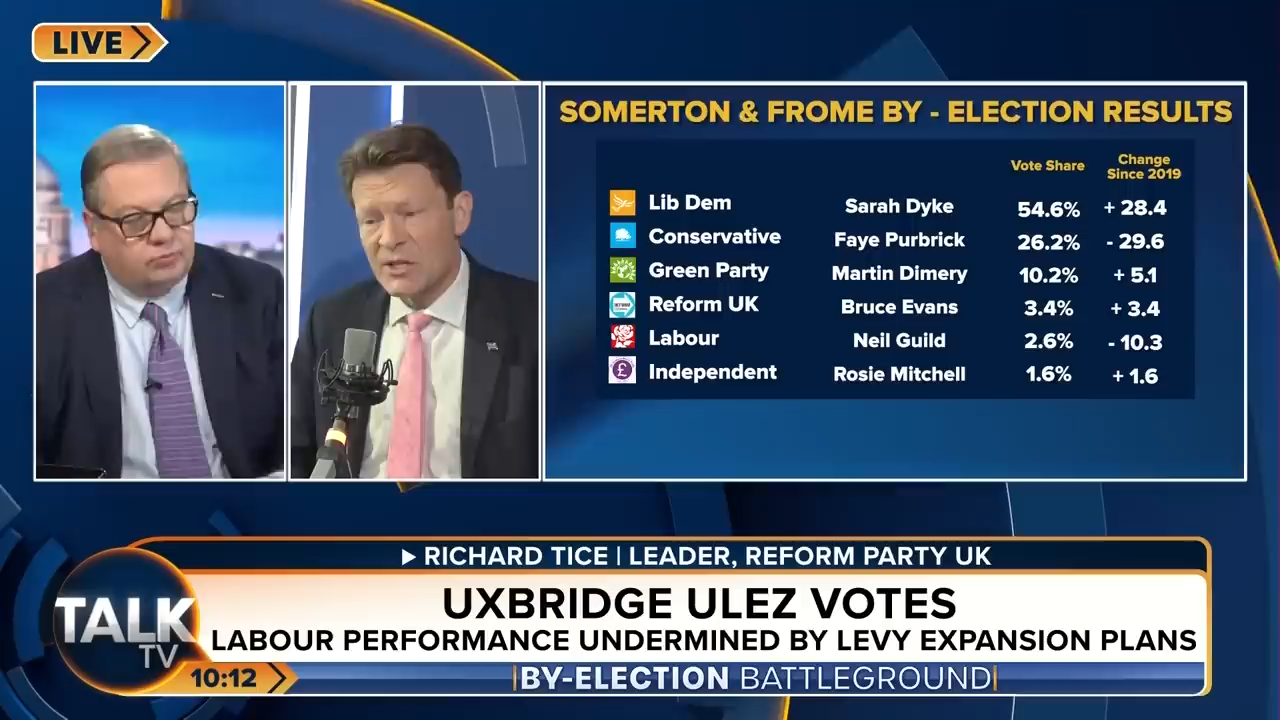 LIVE
SOMERTON & FROME BY - ELECTION RESULTS
Vote Share
Change
Since 2019
Lib Dem Sarah Dyke 54.6% + 28.4
Conservative Faye Purbrick 26.2% - 29.6
Green Party Martin Dimery 10.2% + 5.1
Reform UK Bruce Evans 3.4% + 3.4
Labour Neil Guild 2.6% - 10.3
£
Independent Rosie Mitchell 1.6% + 1.6
RICHARD TICE | LEADER, REFORM PARTY UK
UXBRIDGE ULEZ VOTES
LABOUR PERFORMANCE UNDERMINED BY LEVY EXPANSION PLANS
TALK
TV
10:12
BY-ELECTION BATTLEGROUND